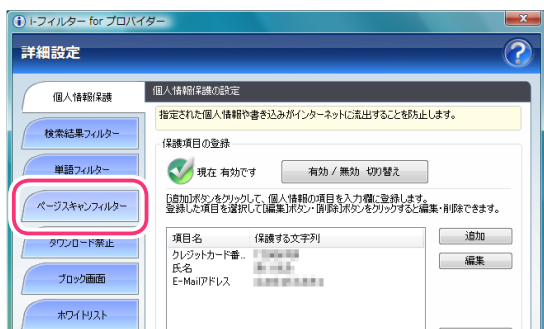 i-フィルター for プロバイダー
詳細設定
個人情報保護
検索結果フィルター
単語フィルター
ページスキャンフィルター
ダウンロード禁止
ブロック画面
ホワイトリスト
個人情報保護の設定
指定された個人情報や書き込みがインターネットに流出することを防止します。
保護項目の登録
現在 有効です
有効 / 無効 切り替え
[追加]ボタンをクリックして、個人情報の項目を入力欄に登録します。
登録した項目を選択して[編集]ボタン・[削除]ボタンをクリックすると編集・削除できます。
項目名 保護する文字列
クレジットカード番..
氏名
E-Mailアドレス
追加
編集